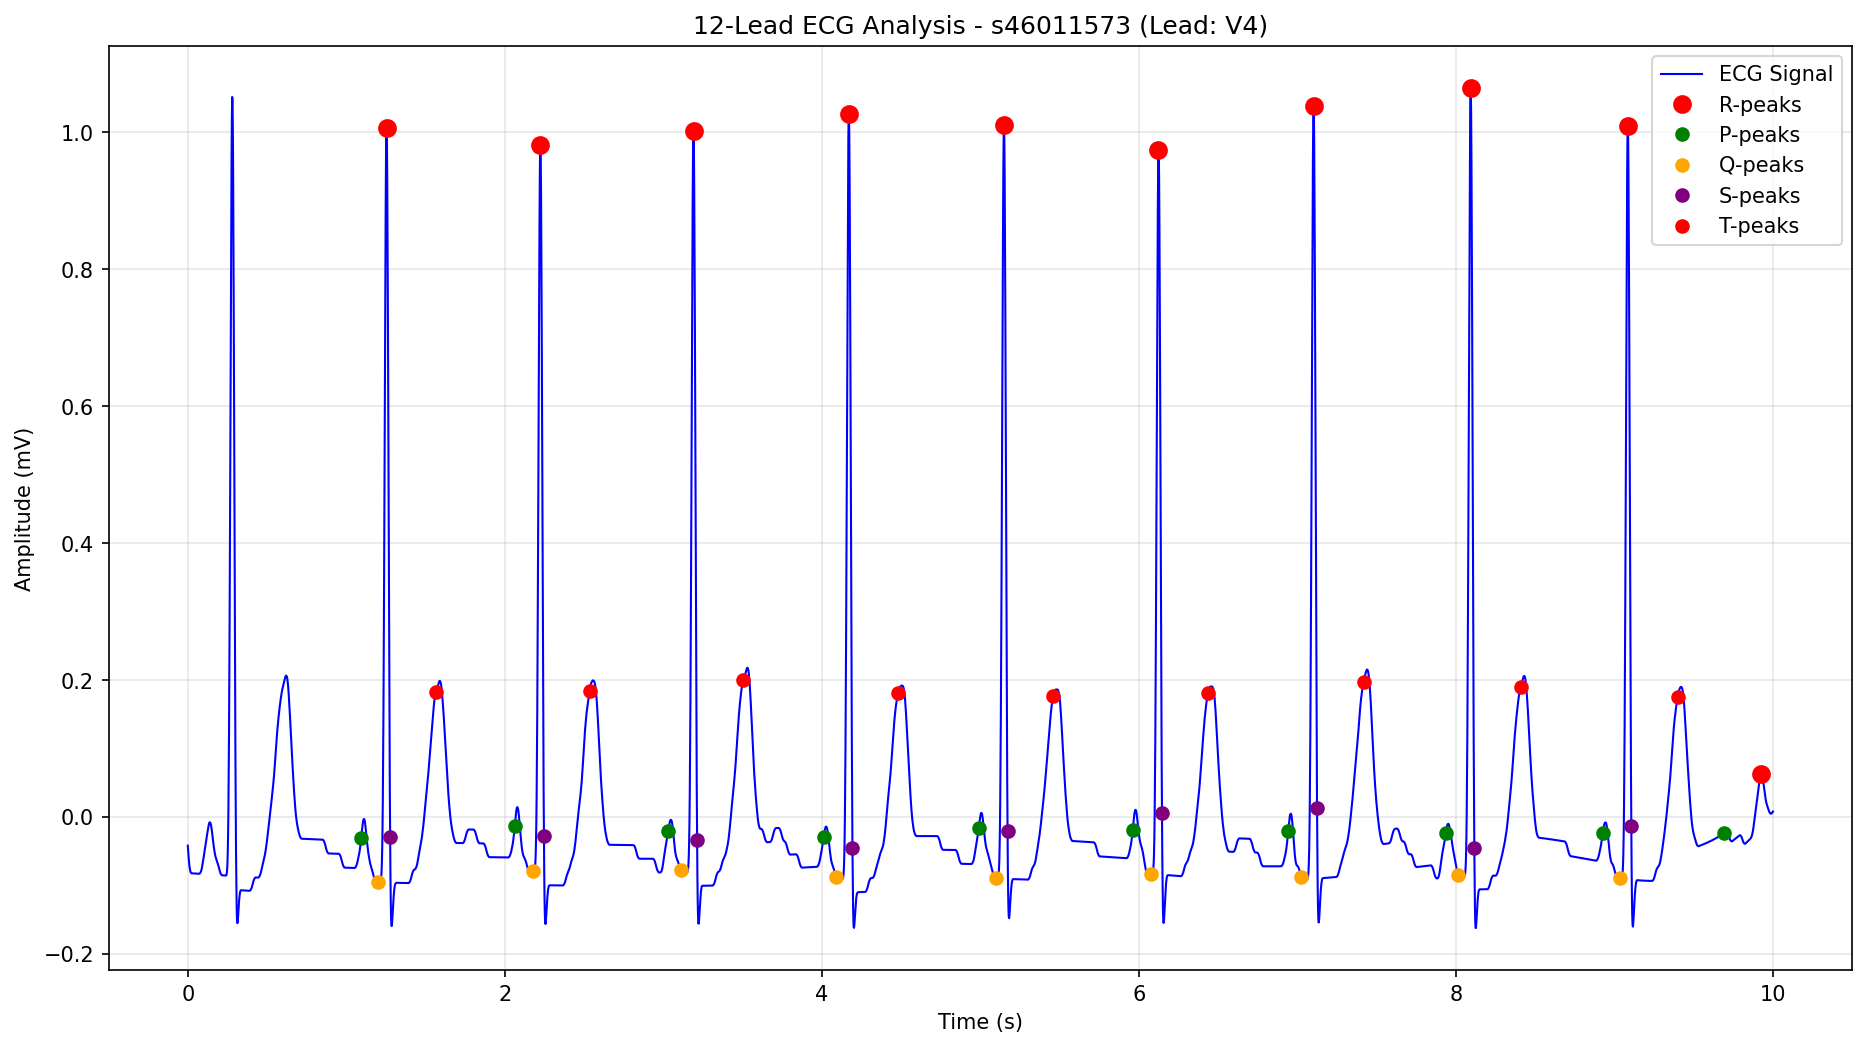 12-Lead ECG Analysis - s46011573 (Lead: V4)
ECG Signal
R-peaks
P-peaks
Q-peaks
S-peaks
T-peaks
Amplitude (mV)
1.0
0.8
0.6
0.4
0.2
0.0
−0.2
0 2 4 6 8 10
Time (s)